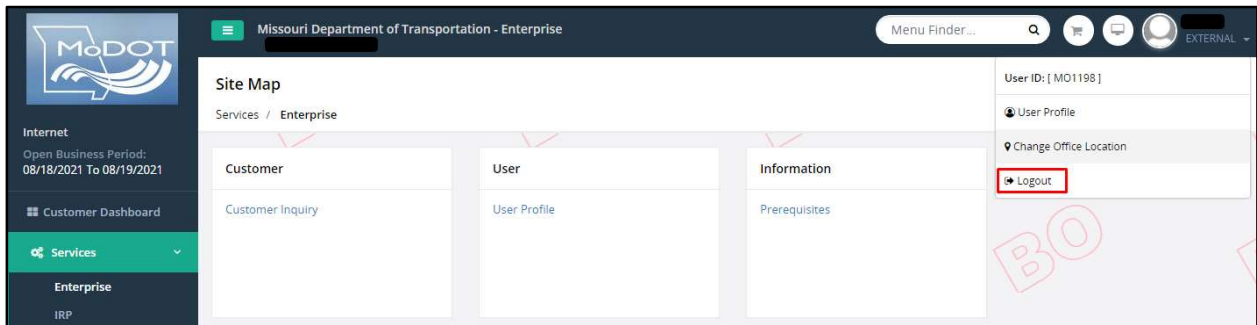 MoDOT
Missouri Department of Transportation - Enterprise
Menu Finder...
EXTERNAL
Internet
Open Business Period:
08/18/2021 To 08/19/2021
Customer Dashboard
Services
Enterprise
IRP
Site Map
Services / Enterprise
Customer
Customer Inquiry
User
User Profile
Information
Prerequisites
User ID: [ MO1198 ]
User Profile
Change Office Location
Logout
BO